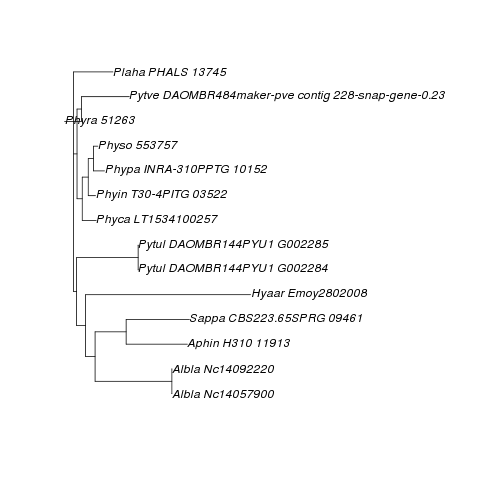 Plaha PHALS 13745
Pytve DAOMBR484maker-pve contig 228-snap-gene-0.23
Phyra 51263
Physo 553757
Phypa INRA-310PPTG 10152
Phyin T30-4PITG 03522
Phyca LT1534100257
Pytul DAOMBR144PYU1 G002285
Pytul DAOMBR144PYU1 G002284
Hyaar Emoy2802008
Sappa CBS223.65SPRG 09461
Aphin H310 11913
Albla Nc14092220
Albla Nc14057900